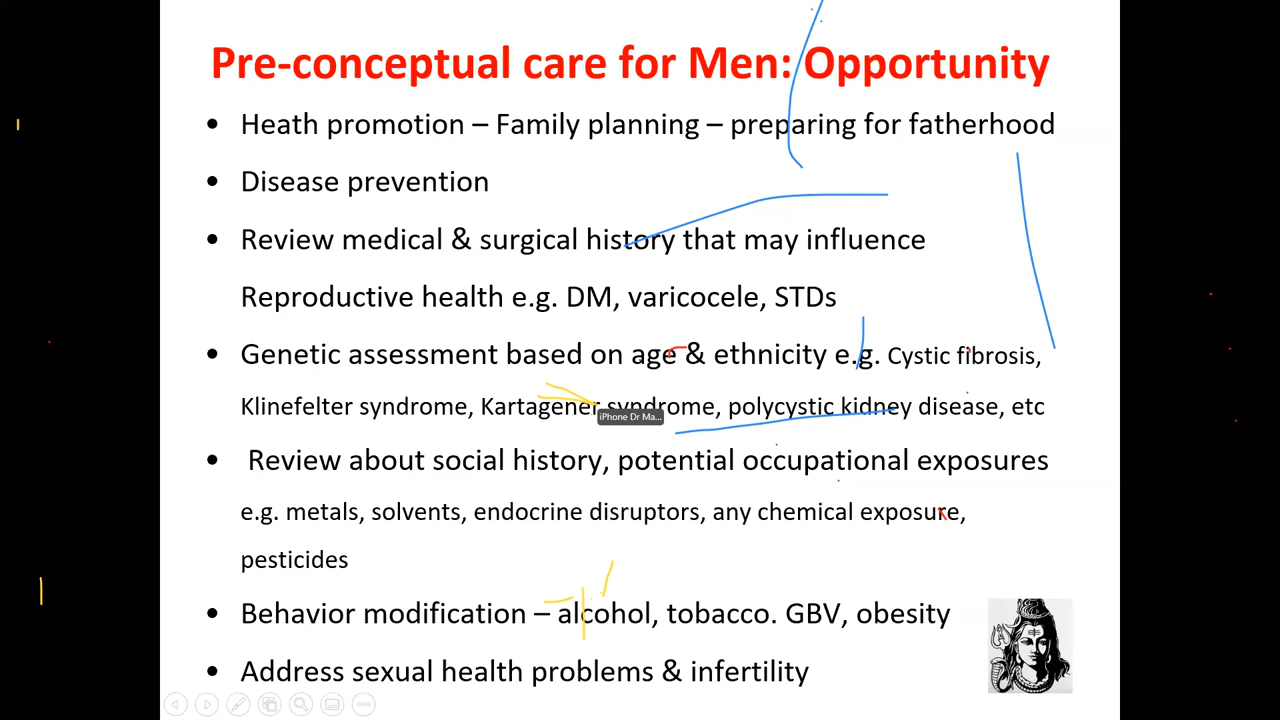 Pre-conceptual care for Men: Opportunity
• Heath promotion – Family planning – preparing for fatherhood
• Disease prevention
• Review medical & surgical history that may influence
Reproductive health e.g. DM, varicocele, STDs
• Genetic assessment based on age & ethnicity e.g. Cystic fibrosis,
Klinefelter syndrome, Kartagener syndrome, polycystic kidney disease, etc
iPhone Dr Ma...
• Review about social history, potential occupational exposures
e.g. metals, solvents, endocrine disruptors, any chemical exposure,
pesticides
• Behavior modification – alcohol, tobacco. GBV, obesity
• Address sexual health problems & infertility